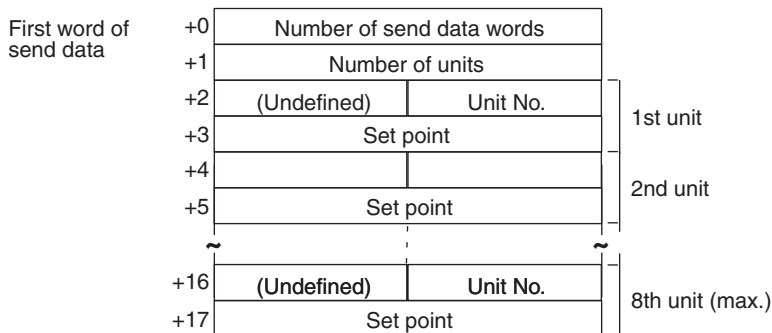 First word of
send data
+0 Number of send data words
+1 Number of units
+2 (Undefined) Unit No.
+3 Set point
1st unit
+4
+5 Set point
2nd unit
~ ~
+16 (Undefined) Unit No.
+17 Set point
8th unit (max.)